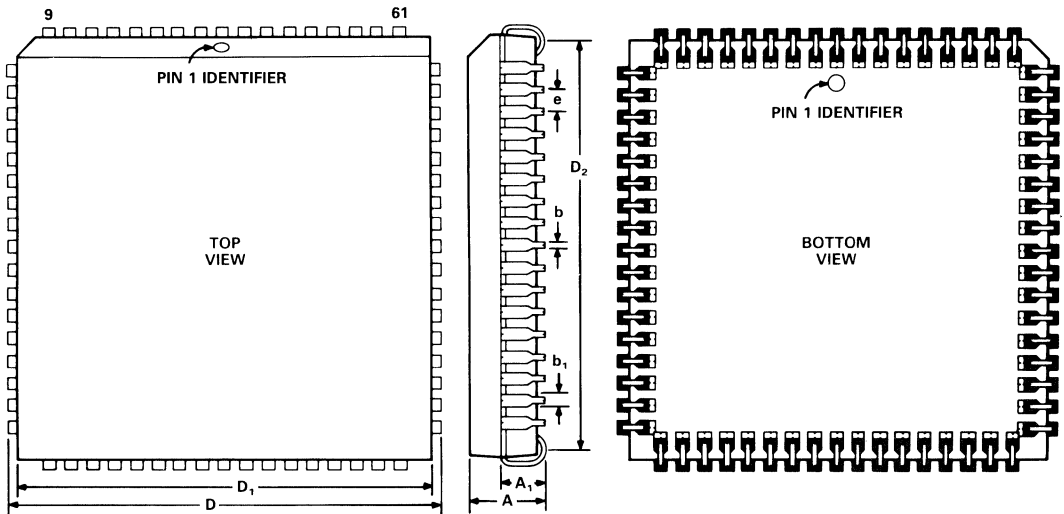 9
61
PIN 1 IDENTIFIER
TOP
VIEW
D₁
D
e
D₂
b
b₁
A₁
A
PIN 1 IDENTIFIER
BOTTOM
VIEW